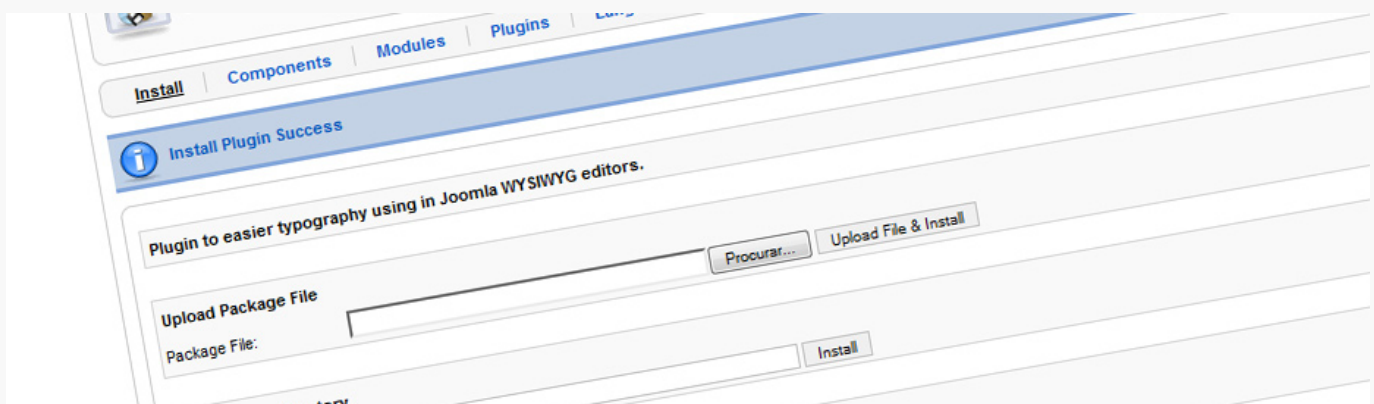 Install Components Modules Plugins
Install Plugin Success
Plugin to easier typography using in Joomla WYSIWYG editors.
Upload Package File
Package File: Procurar... Upload File & Install
Install